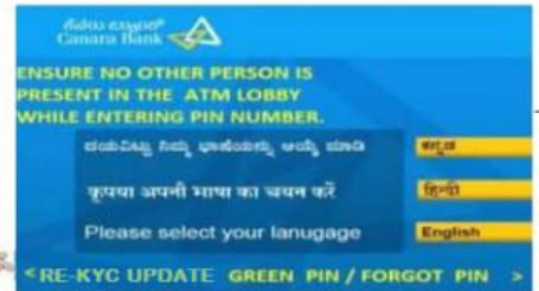 ಕೆನರಾ ಬ್ಯಾಂಕ್
Canara Bank
ENSURE NO OTHER PERSON IS
PRESENT IN THE ATM LOBBY
WHILE ENTERING PIN NUMBER.
ದಯವಿಟ್ಟು ನಿಮ್ಮ ಭಾಷೆಯನ್ನು ಆಯ್ಕೆ ಮಾಡಿ
ಕನ್ನಡ
कृपया अपनी भाषा का चयन करें
हिन्दी
Please select your lanugage
English
<RE-KYC UPDATE GREEN PIN / FORGOT PIN >